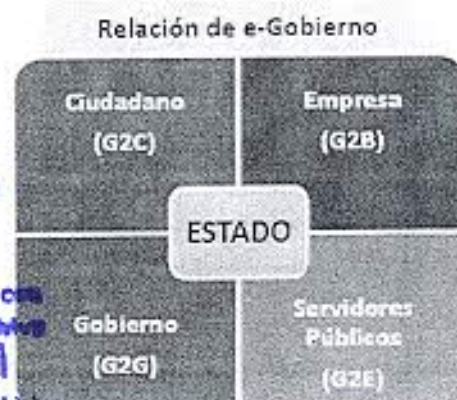 Relación de e-Gobierno
Ciudadano
(G2C)
Empresa
(G2B)
ESTADO
Gobierno
(G2G)
Servidores
Públicos
(G2E)